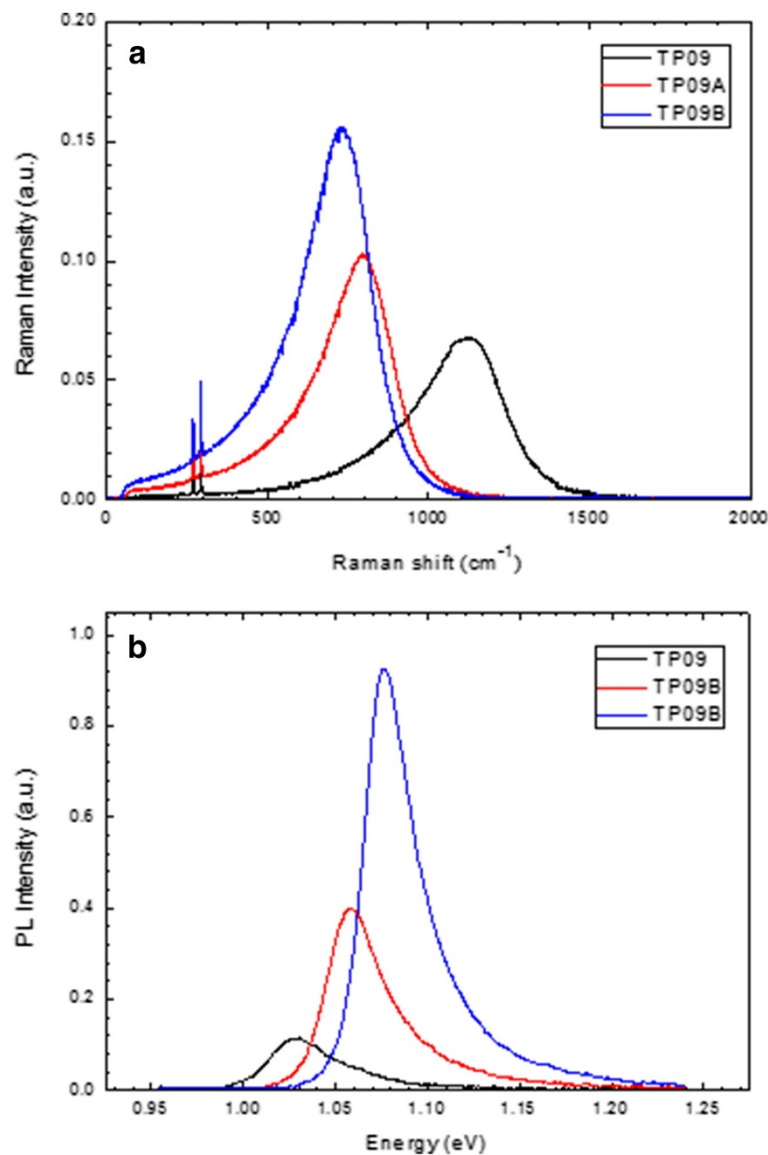 a
TP09
TP09A
TP09B
0.20
0.15
0.10
0.05
0.00
Raman Intensity (a.u.)
0 500 1000 1500 2000
Raman shift (cm⁻¹)
b
TP09
TP09B
TP09B
1.0
0.8
0.6
0.4
0.2
0.0
PL Intensity (a.u.)
0.95 1.00 1.05 1.10 1.15 1.20 1.25
Energy (eV)